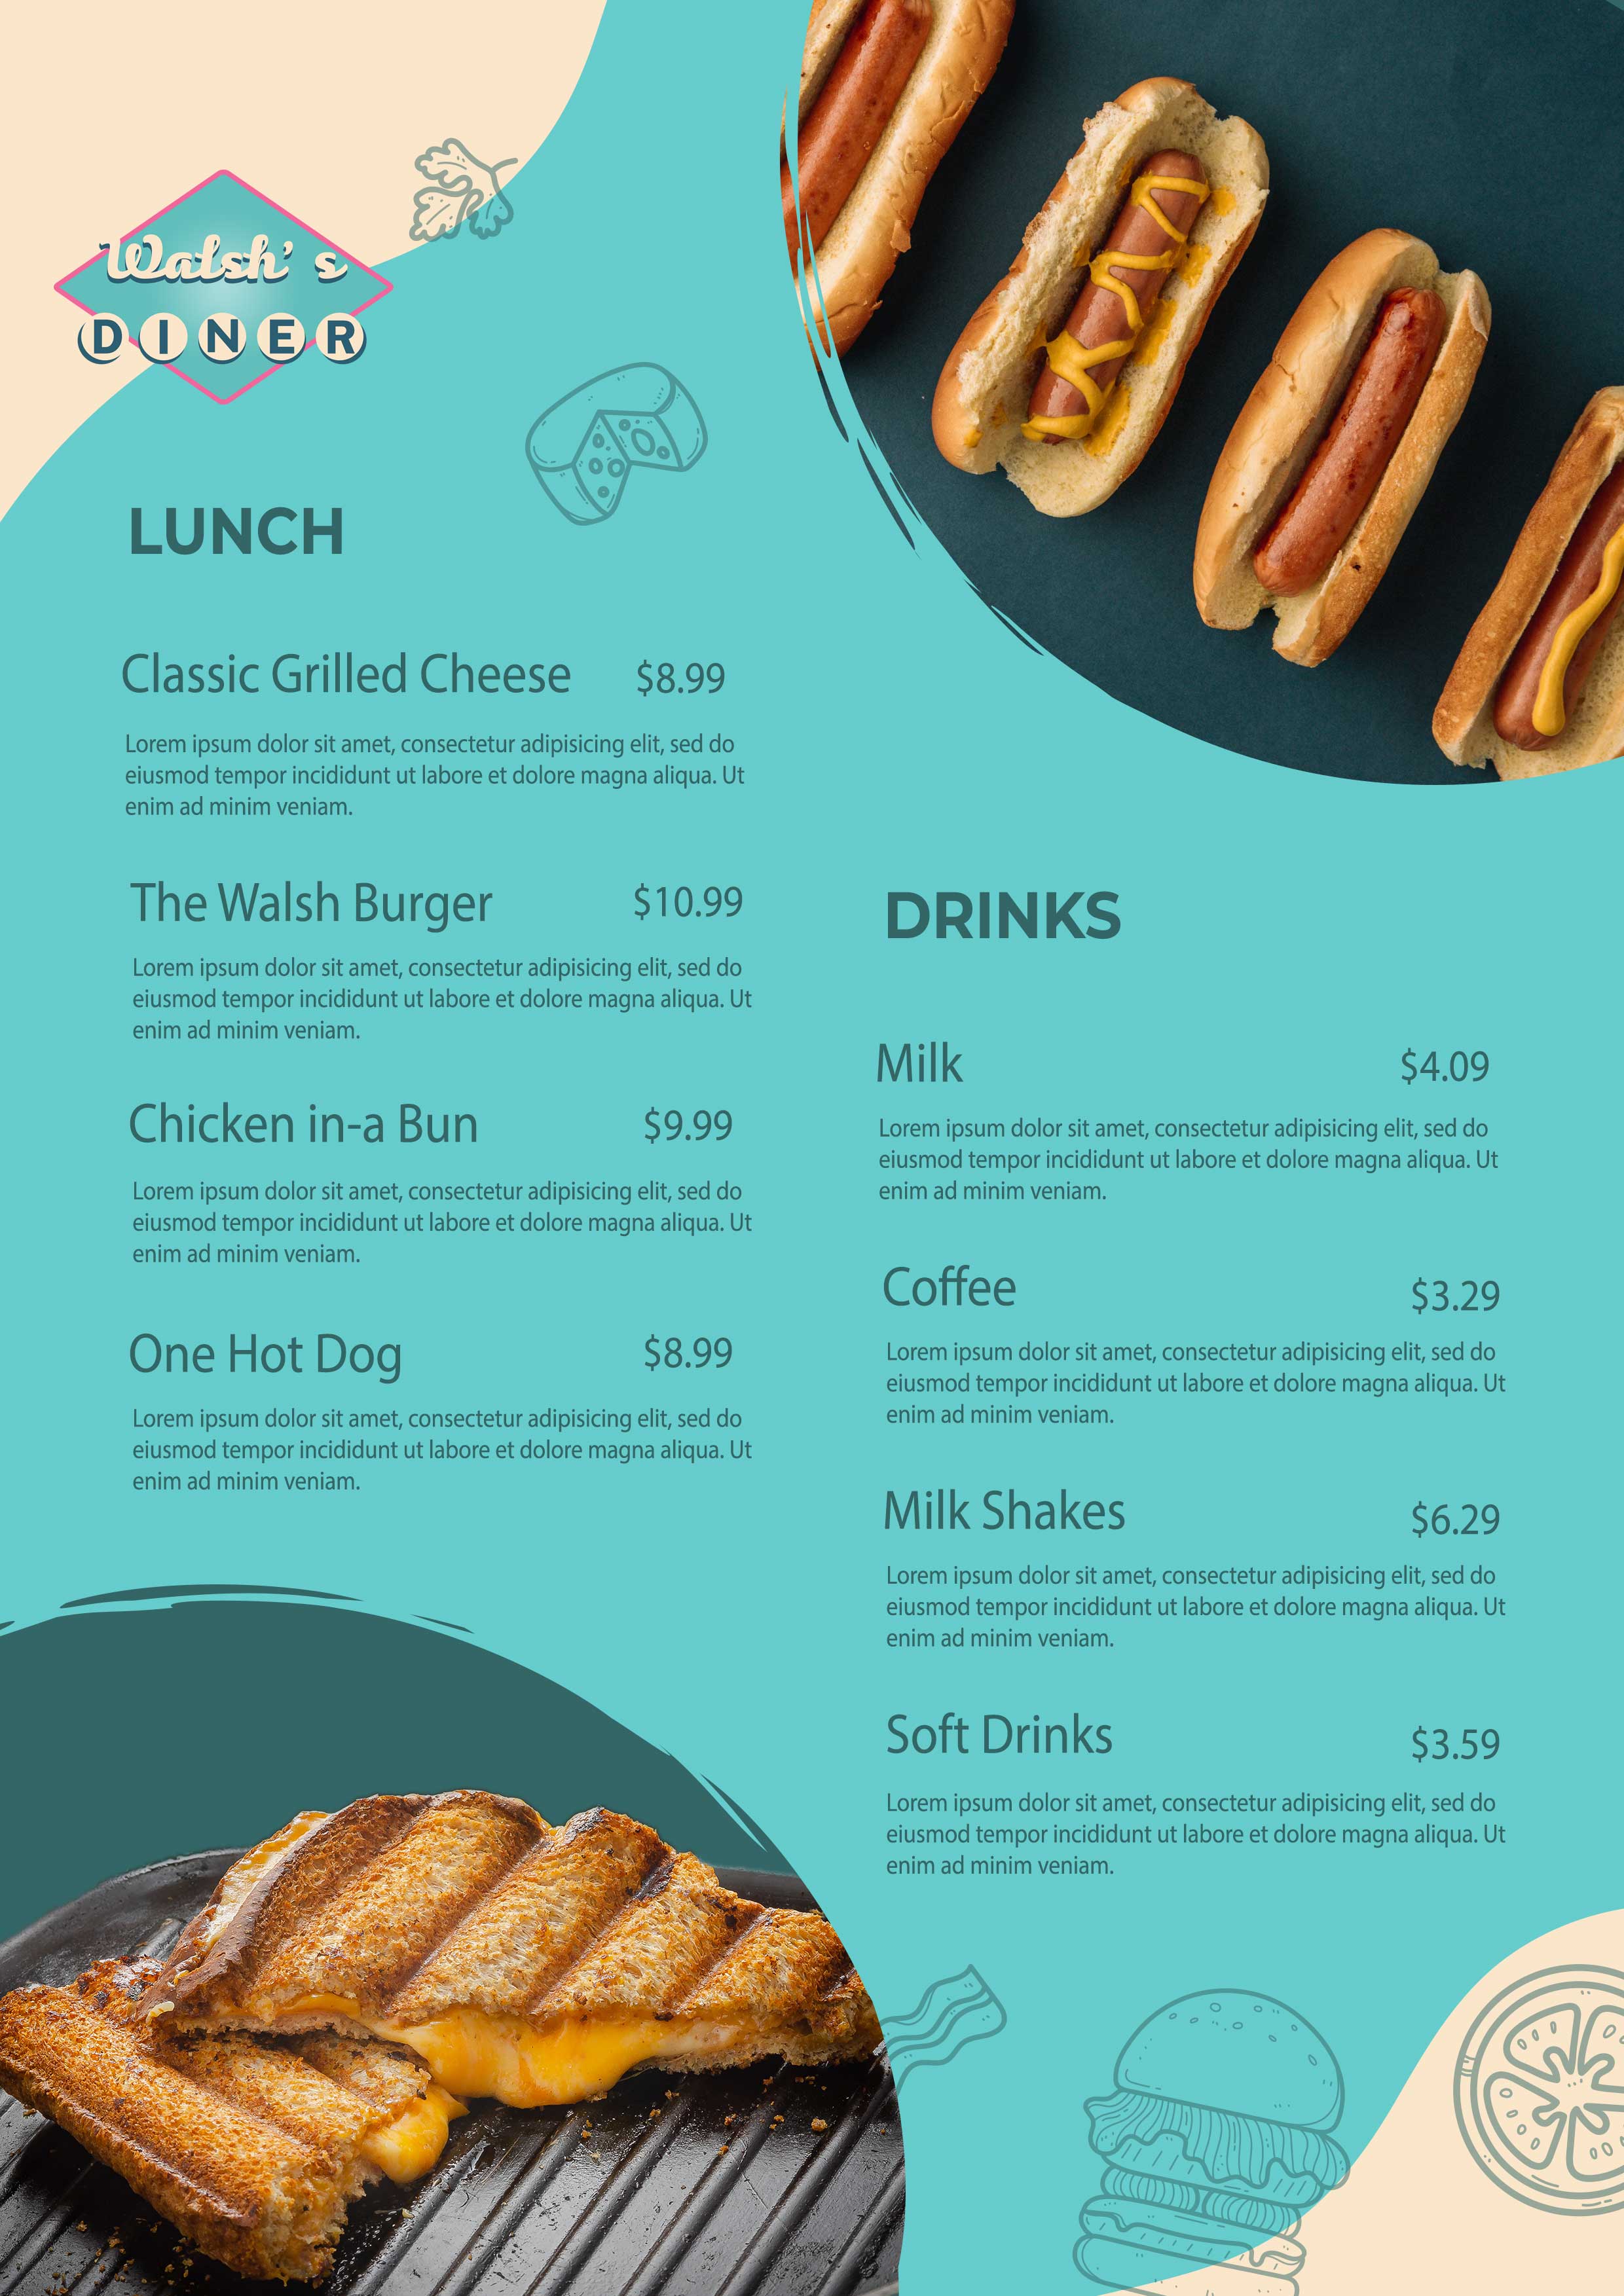 Walsh's
DINER
LUNCH
Classic Grilled Cheese $8.99
Lorem ipsum dolor sit amet, consectetur adipisicing elit, sed do
eiusmod tempor incididunt ut labore et dolore magna aliqua. Ut
enim ad minim veniam.
The Walsh Burger $10.99
Lorem ipsum dolor sit amet, consectetur adipisicing elit, sed do
eiusmod tempor incididunt ut labore et dolore magna aliqua. Ut
enim ad minim veniam.
Chicken in-a Bun $9.99
Lorem ipsum dolor sit amet, consectetur adipisicing elit, sed do
eiusmod tempor incididunt ut labore et dolore magna aliqua. Ut
enim ad minim veniam.
One Hot Dog $8.99
Lorem ipsum dolor sit amet, consectetur adipisicing elit, sed do
eiusmod tempor incididunt ut labore et dolore magna aliqua. Ut
enim ad minim veniam.
DRINKS
Milk $4.09
Lorem ipsum dolor sit amet, consectetur adipisicing elit, sed do
eiusmod tempor incididunt ut labore et dolore magna aliqua. Ut
enim ad minim veniam.
Coffee $3.29
Lorem ipsum dolor sit amet, consectetur adipisicing elit, sed do
eiusmod tempor incididunt ut labore et dolore magna aliqua. Ut
enim ad minim veniam.
Milk Shakes $6.29
Lorem ipsum dolor sit amet, consectetur adipisicing elit, sed do
eiusmod tempor incididunt ut labore et dolore magna aliqua. Ut
enim ad minim veniam.
Soft Drinks $3.59
Lorem ipsum dolor sit amet, consectetur adipisicing elit, sed do
eiusmod tempor incididunt ut labore et dolore magna aliqua. Ut
enim ad minim veniam.